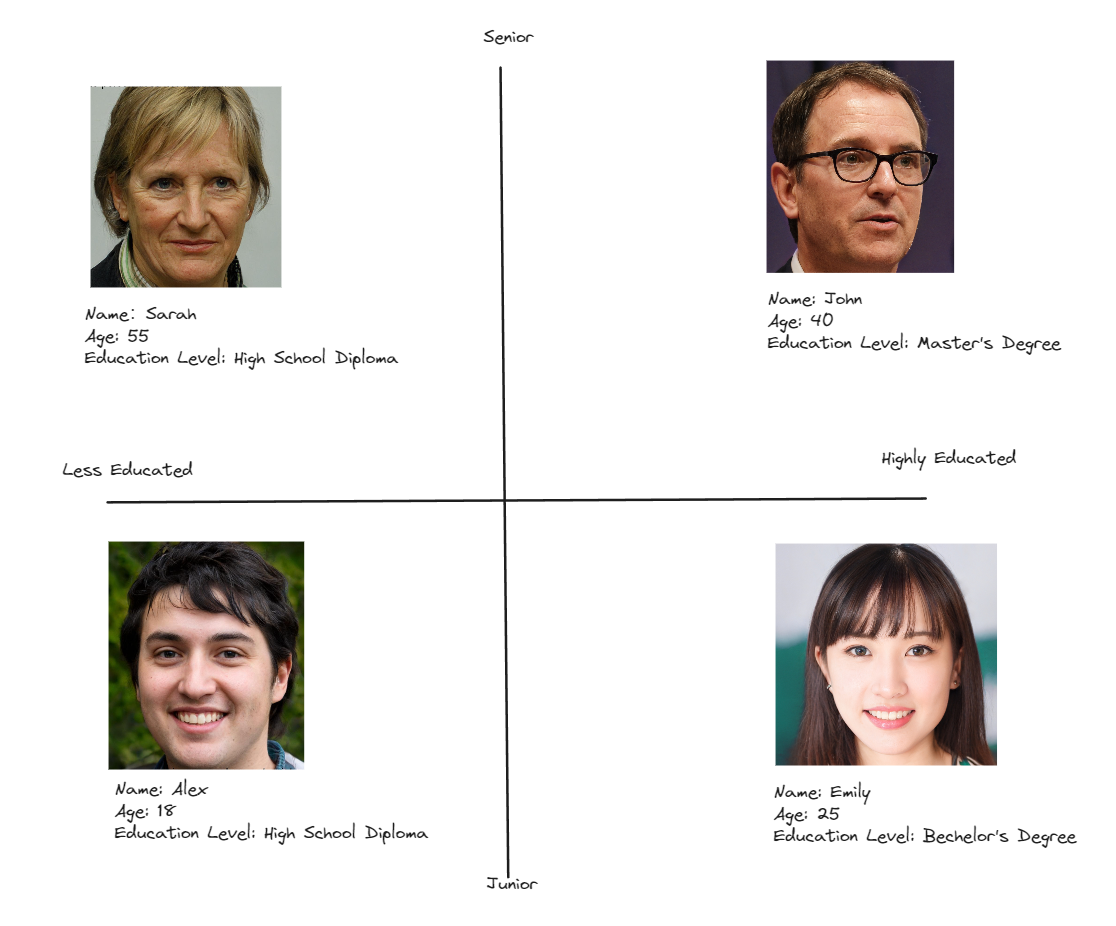 Senior
Name: Sarah
Age: 55
Education Level: High School Diploma
Name: John
Age: 40
Education Level: Master's Degree
Less Educated
Highly Educated
Name: Alex
Age: 18
Education Level: High School Diploma
Name: Emily
Age: 25
Education Level: Bechelor's Degree
Junior